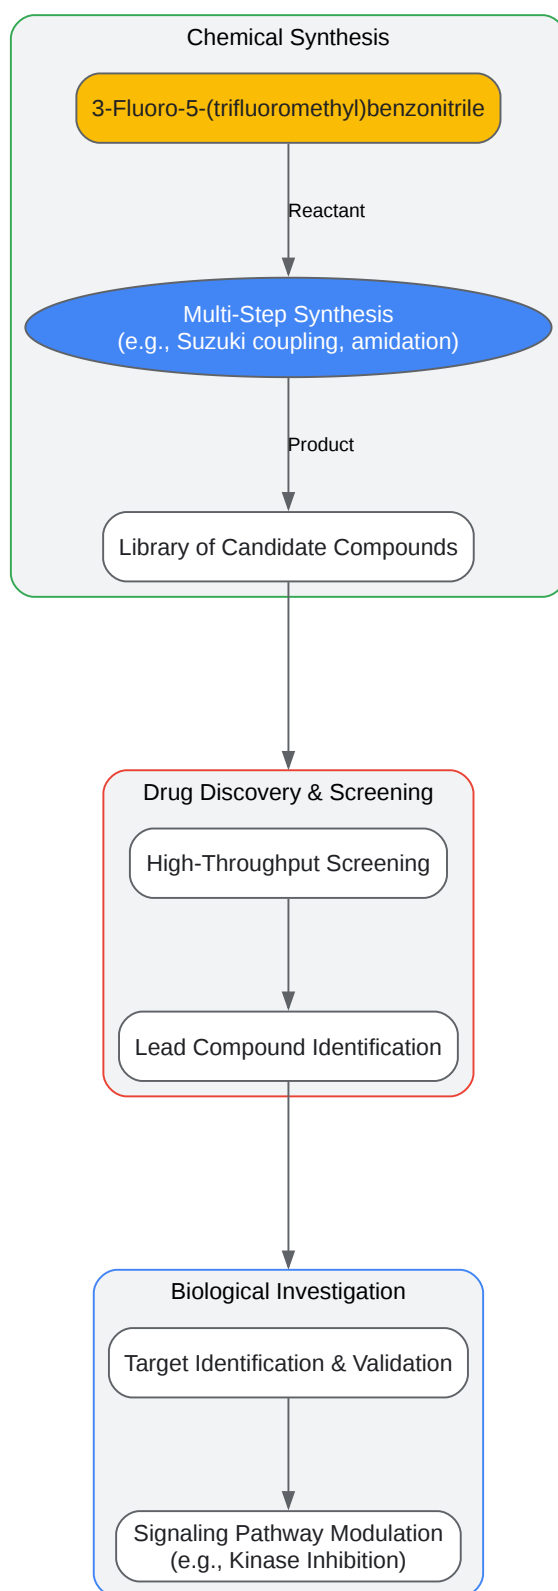 Chemical Synthesis
3-Fluoro-5-(trifluoromethyl)benzonitrile
Reactant
Multi-Step Synthesis
(e.g., Suzuki coupling, amidation)
Product
Library of Candidate Compounds
Drug Discovery & Screening
High-Throughput Screening
Lead Compound Identification
Biological Investigation
Target Identification & Validation
Signaling Pathway Modulation
(e.g., Kinase Inhibition)